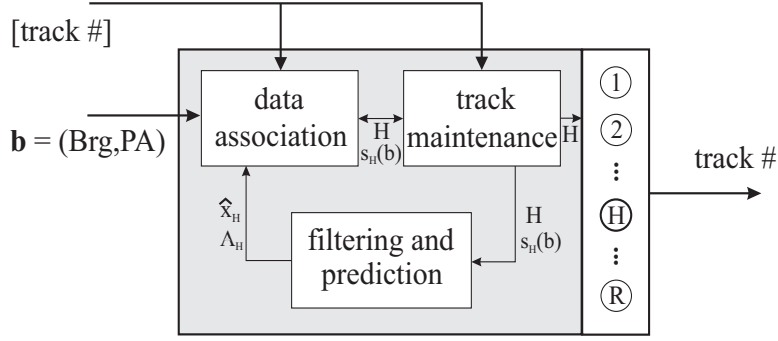 [track #]
b = (Brg,PA)
data
association
H
s_H(b)
track
maintenance
H
x̂_H
Λ_H
filtering and
prediction
H
s_H(b)
1
2
⋮
H
⋮
R
track #